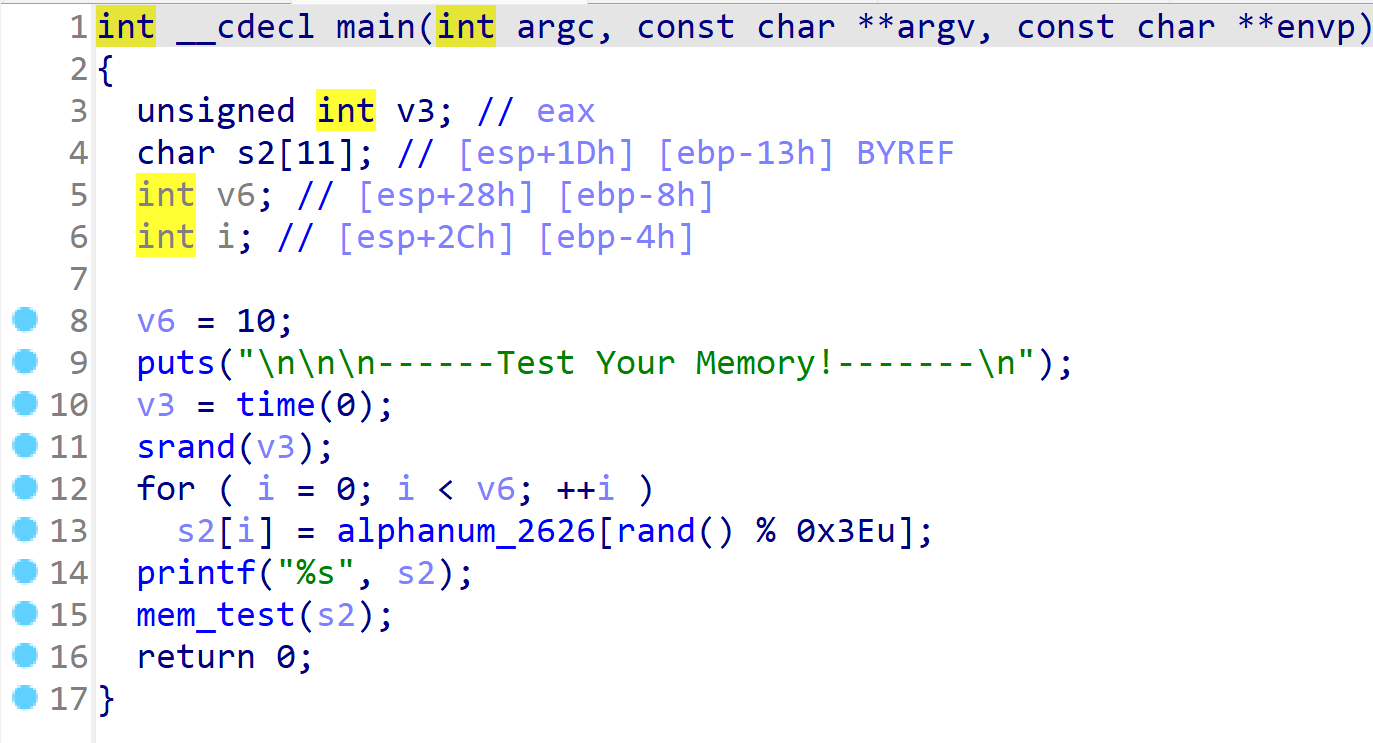 1 int __cdecl main(int argc, const char **argv, const char **envp)
2 {
3   unsigned int v3; // eax
4   char s2[11]; // [esp+1Dh] [ebp-13h] BYREF
5   int v6; // [esp+28h] [ebp-8h]
6   int i; // [esp+2Ch] [ebp-4h]
7
8   v6 = 10;
9   puts("\n\n\n------Test Your Memory!-------\n");
10   v3 = time(0);
11   srand(v3);
12   for ( i = 0; i < v6; ++i )
13     s2[i] = alphanum_2626[rand() % 0x3Eu];
14   printf("%s", s2);
15   mem_test(s2);
16   return 0;
17 }